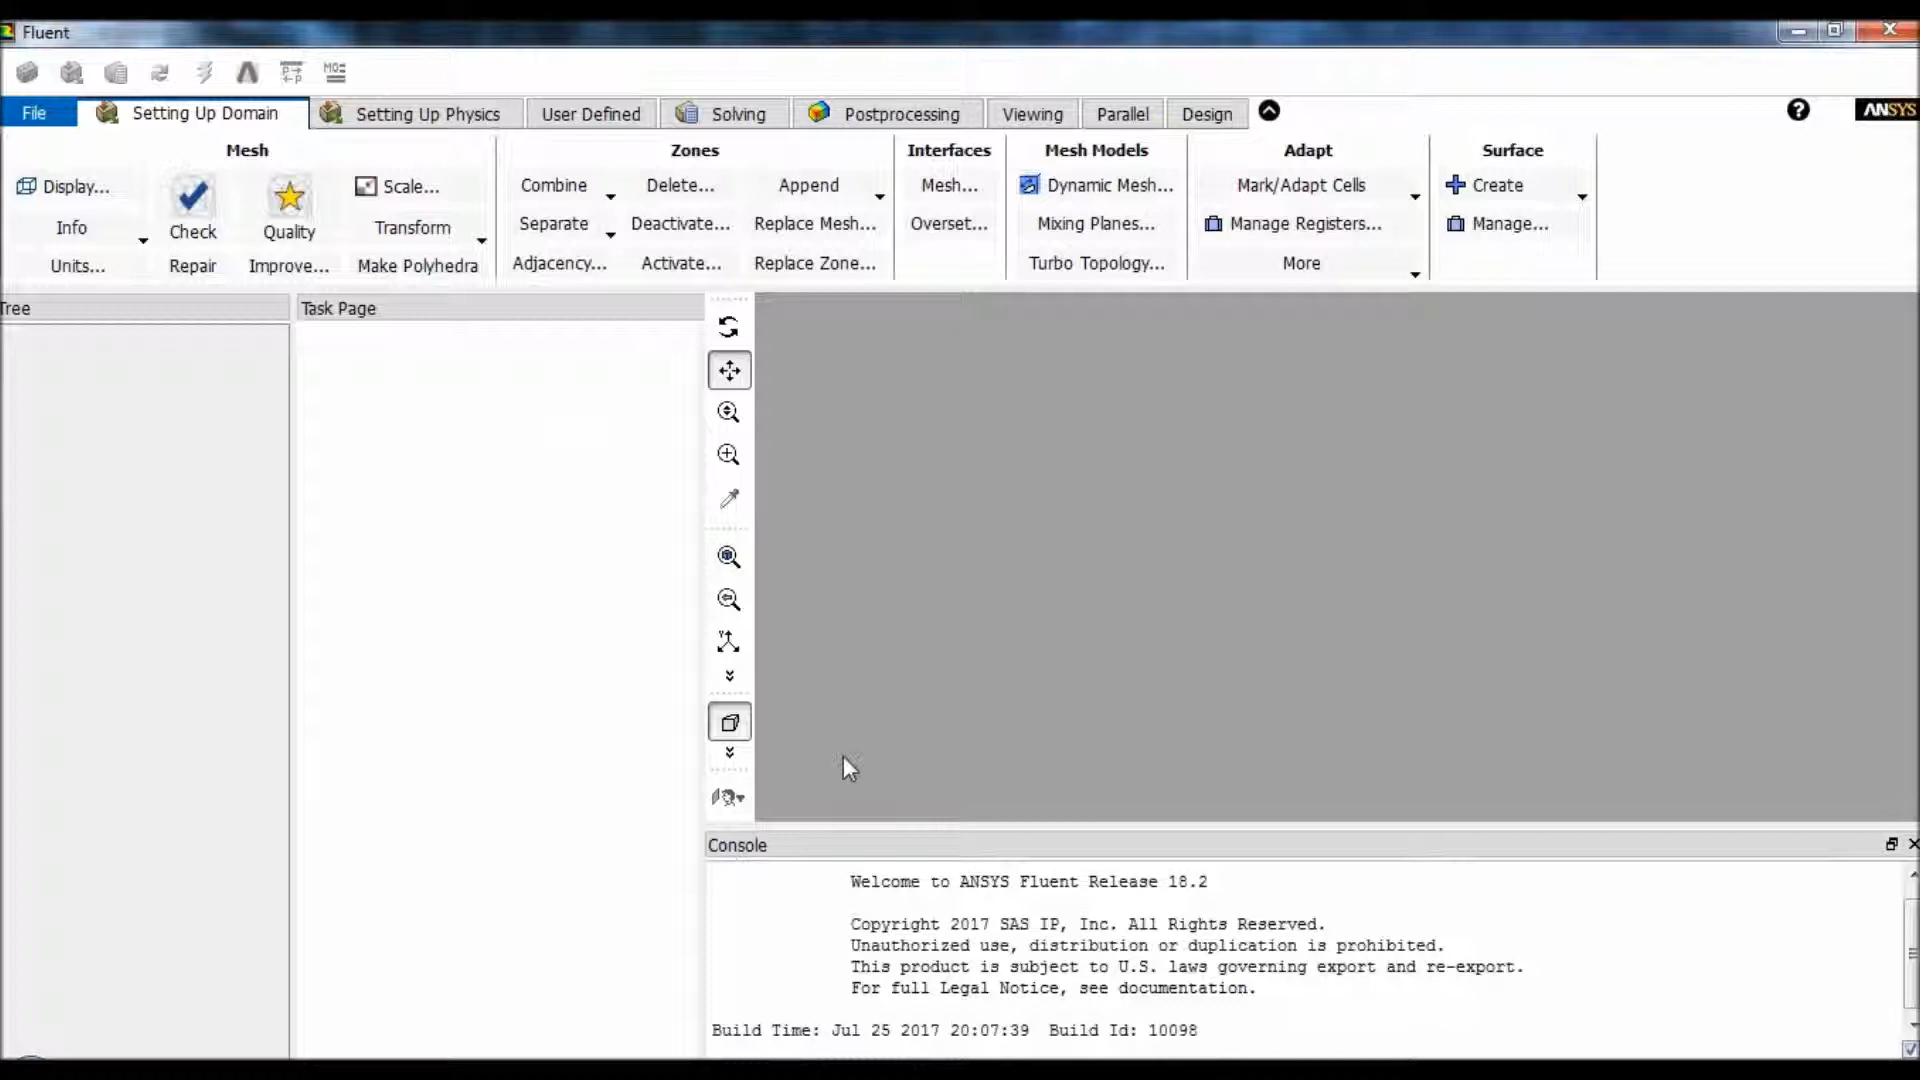 Fluent
MQE
File
Setting Up Domain
Setting Up Physics
User Defined
Solving
Postprocessing
Viewing
Parallel
Design
ANSYS
Mesh
Display...
Info
Units...
Check
Repair
Quality
Improve...
Scale...
Transform
Make Polyhedra
Zones
Combine
Separate
Adjacency...
Delete...
Deactivate...
Activate...
Append
Replace Mesh...
Replace Zone...
Interfaces
Mesh...
Overset...
Mesh Models
Dynamic Mesh...
Mixing Planes...
Turbo Topology...
Adapt
Mark/Adapt Cells
Manage Registers...
More
Surface
Create
Manage...
Tree
Task Page
Console
Welcome to ANSYS Fluent Release 18.2
Copyright 2017 SAS IP, Inc. All Rights Reserved.
Unauthorized use, distribution or duplication is prohibited.
This product is subject to U.S. laws governing export and re-export.
For full Legal Notice, see documentation.
Build Time: Jul 25 2017 20:07:39 Build Id: 10098